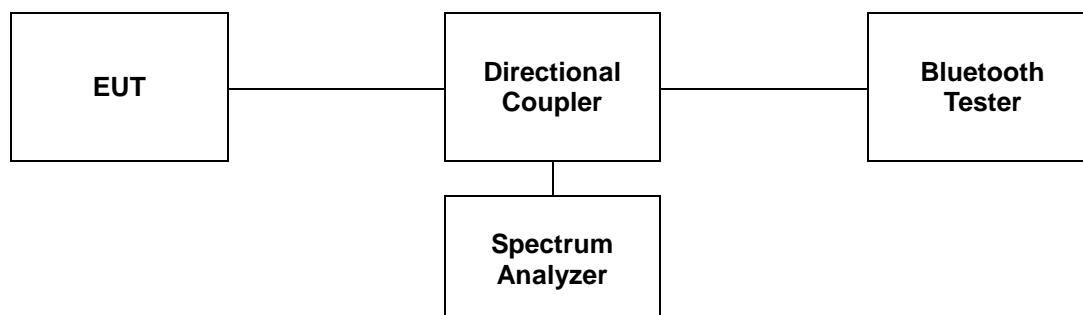 EUT
Directional
Coupler
Bluetooth
Tester
Spectrum
Analyzer